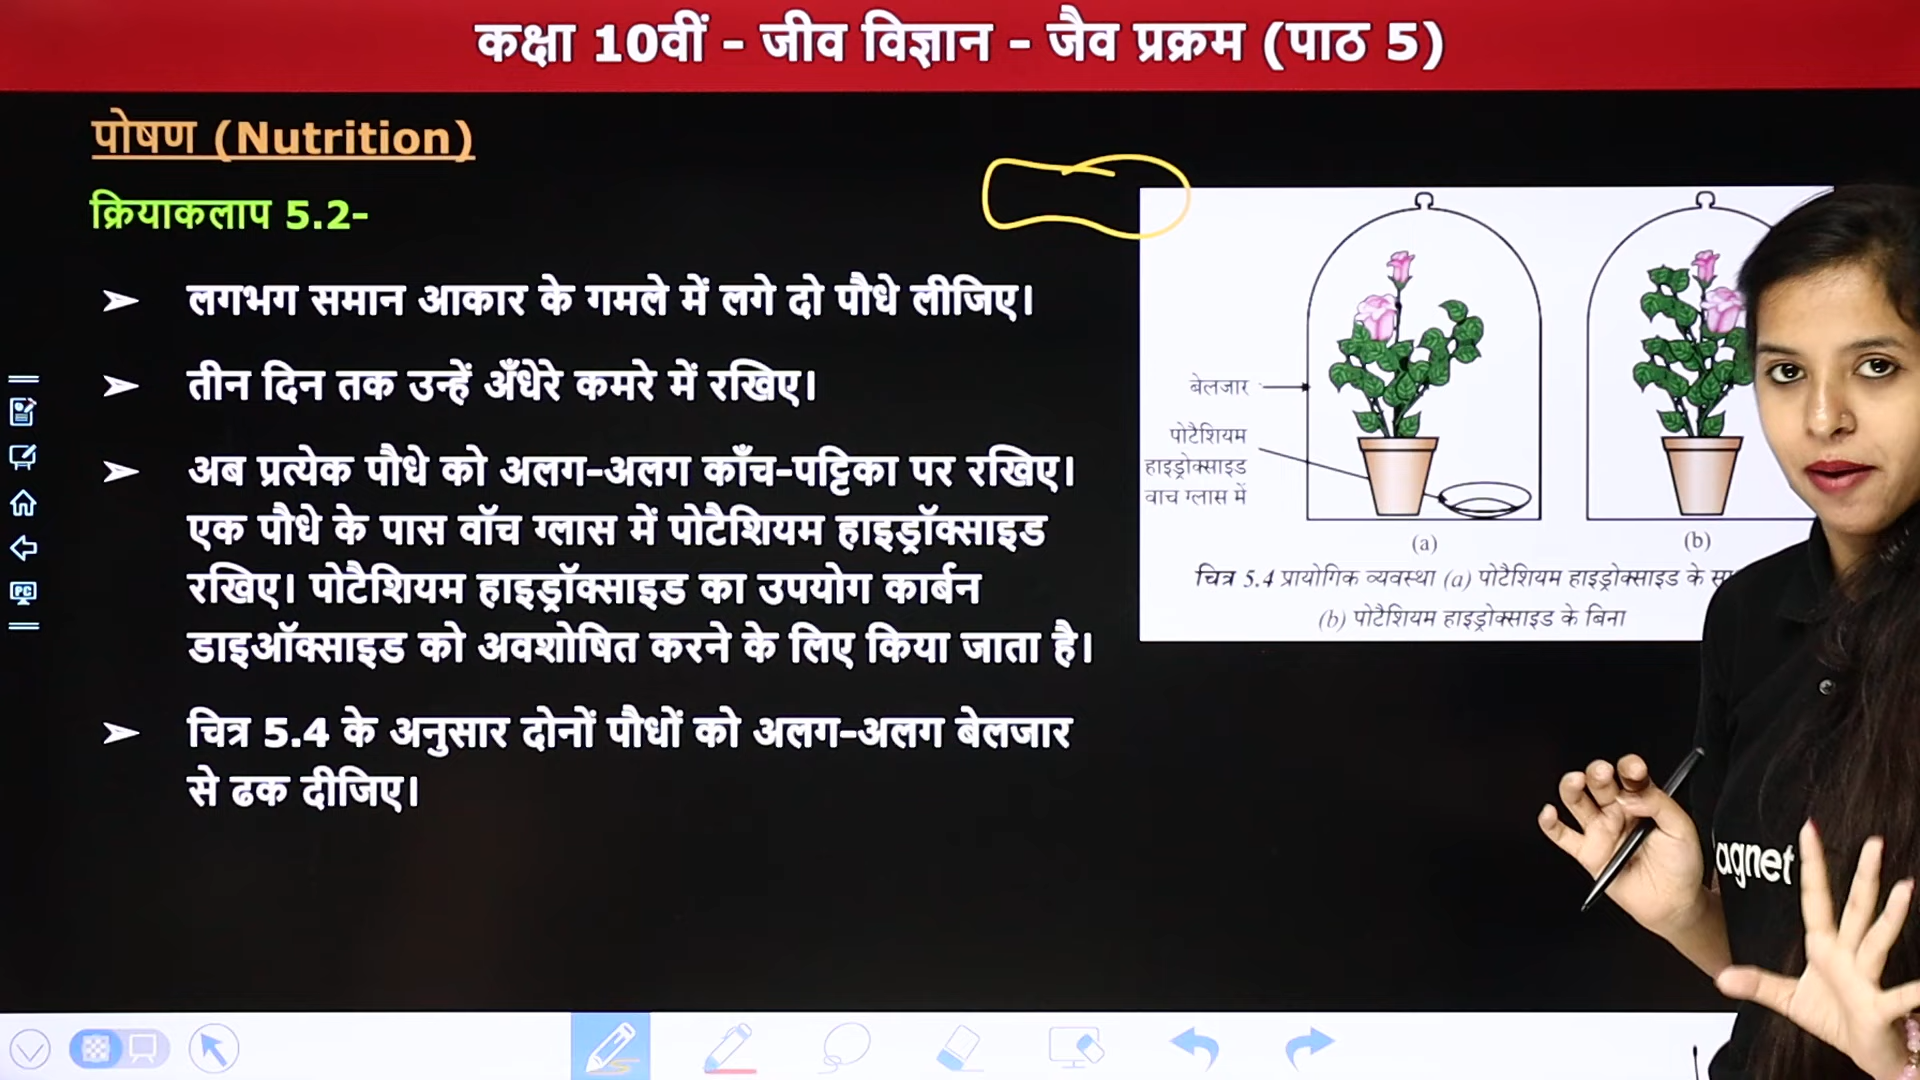 कक्षा 10वीं - जीव विज्ञान - जैव प्रक्रम (पाठ 5)
पोषण (Nutrition)
क्रियाकलाप 5.2-
➤ लगभग समान आकार के गमले में लगे दो पौधे लीजिए।
➤ तीन दिन तक उन्हें अँधेरे कमरे में रखिए।
➤ अब प्रत्येक पौधे को अलग-अलग काँच-पट्टिका पर रखिए।
एक पौधे के पास वॉच ग्लास में पोटैशियम हाइड्रॉक्साइड
रखिए। पोटैशियम हाइड्रॉक्साइड का उपयोग कार्बन
डाइऑक्साइड को अवशोषित करने के लिए किया जाता है।
➤ चित्र 5.4 के अनुसार दोनों पौधों को अलग-अलग बेलजार
से ढक दीजिए।
बेलजार
पोटैशियम
हाइड्रोक्साइड
वाच ग्लास में
(a)
(b)
चित्र 5.4 प्रायोगिक व्यवस्था (a) पोटैशियम हाइड्रोक्साइड के
(b) पोटैशियम हाइड्रोक्साइड के बिना
agnet
PC